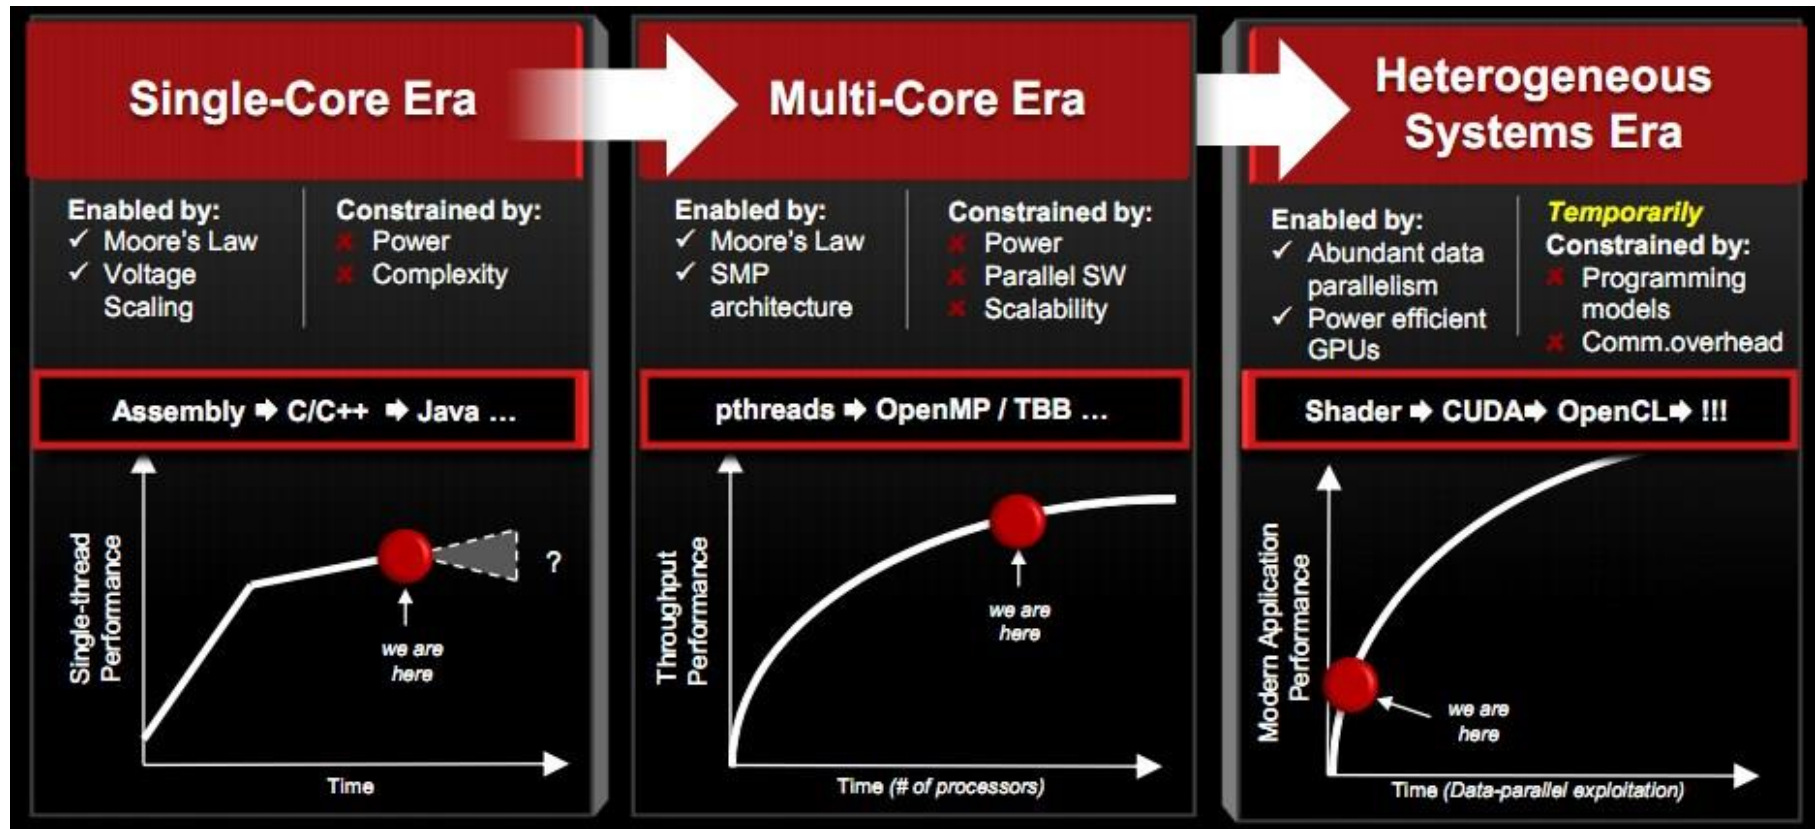 Single-Core Era
Enabled by:
✓ Moore's Law
✓ Voltage
Scaling
Constrained by:
✖ Power
✖ Complexity
Assembly ➡ C/C++ ➡ Java ...
Single-thread
Performance
?
we are
here
Time
Multi-Core Era
Enabled by:
✓ Moore's Law
✓ SMP
architecture
Constrained by:
✖ Power
✖ Parallel SW
✖ Scalability
pthreads ➡ OpenMP / TBB ...
Throughput
Performance
we are
here
Time (# of processors)
Heterogeneous
Systems Era
Enabled by:
✓ Abundant data
parallelism
✓ Power efficient
GPUs
Temporarily
Constrained by:
✖ Programming
models
✖ Comm.overhead
Shader ➡ CUDA➡ OpenCL➡ !!!
Modern Application
Performance
we are
here
Time (Data-parallel exploitation)